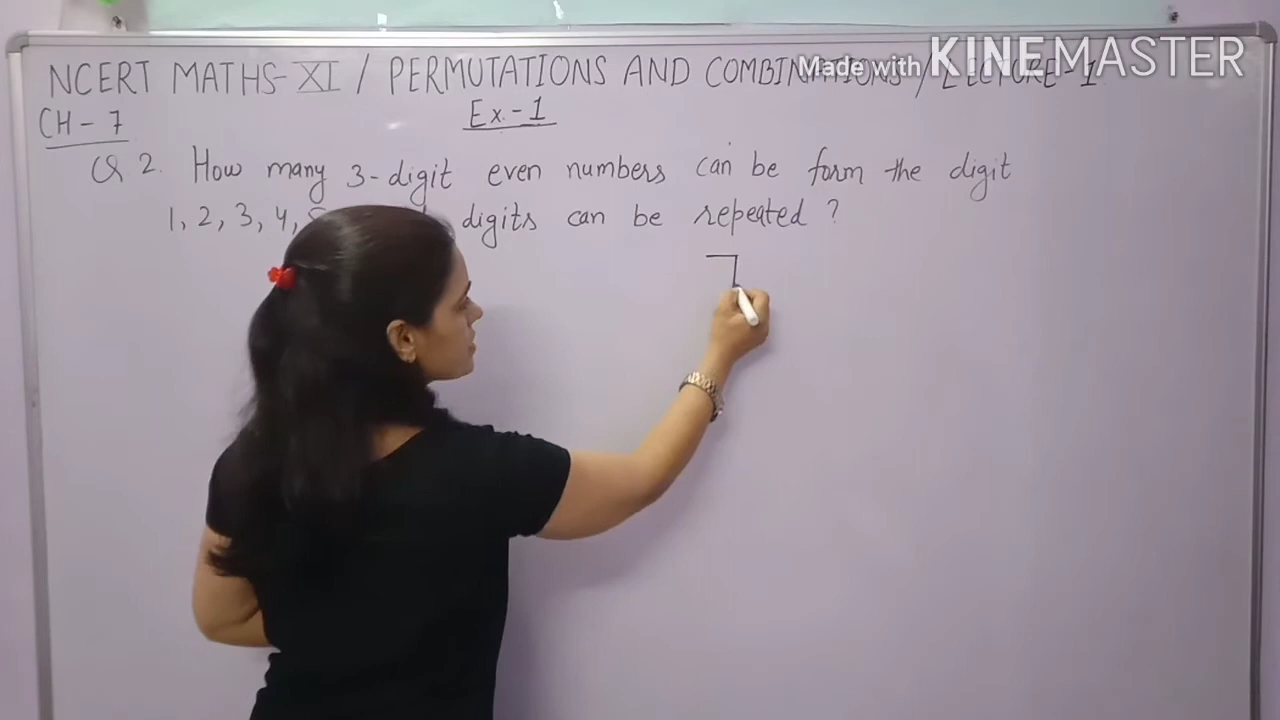 NCERT MATHS-XI / PERMUTATIONS AND COMBINATIONS / LECTURE-1
Made with KINEMASTER
CH-7
Ex.-1
Q 2. How many 3-digit even numbers can be form the digit
1, 2, 3, 4, digits can be repeated ?